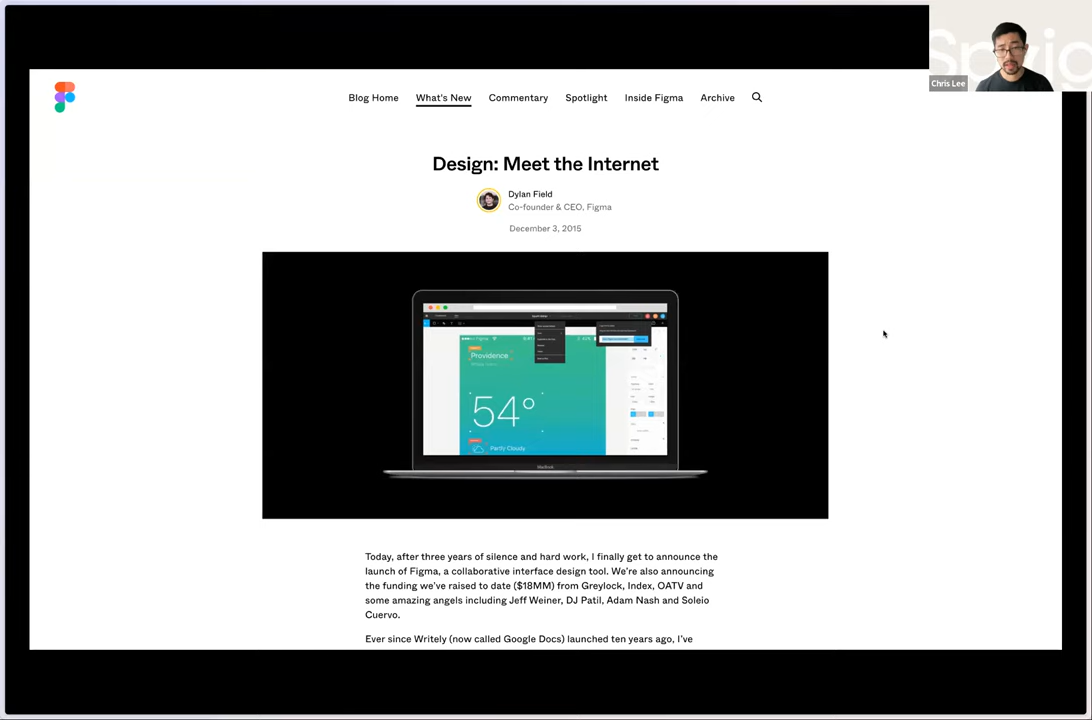 Chris Lee
Blog Home What's New Commentary Spotlight Inside Figma Archive
Design: Meet the Internet
Dylan Field
Co-founder & CEO, Figma
December 3, 2015
Providence
54°
Partly Cloudy
MacBook
Today, after three years of silence and hard work, I finally get to announce the
launch of Figma, a collaborative interface design tool. We're also announcing
the funding we've raised to date ($18MM) from Greylock, Index, OATV and
some amazing angels including Jeff Weiner, DJ Patil, Adam Nash and Soleio
Cuervo.
Ever since Writely (now called Google Docs) launched ten years ago, I've